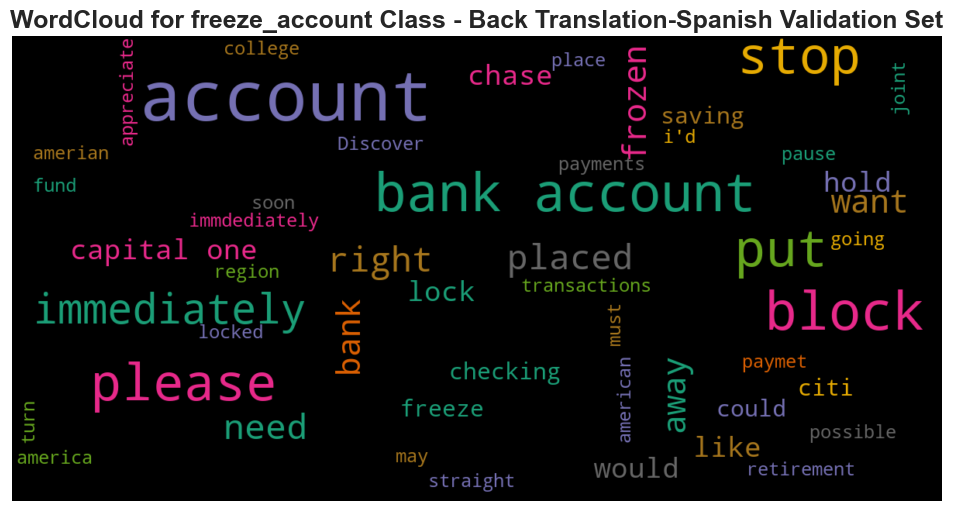 WordCloud for freeze_account Class - Back Translation-Spanish Validation Set
college
appreciate
account
chase
place
frozen
stop
joint
saving
i'd
Discover
amerian
payments
pause
fund
bank account
hold
want
soon
immdediately
capital one
right
placed
put
going
region
transactions
immediately
lock
block
locked
bank
must
please
checking
american
away
paymet
citi
turn
need
freeze
could
possible
america
may
like
would
straight
retirement